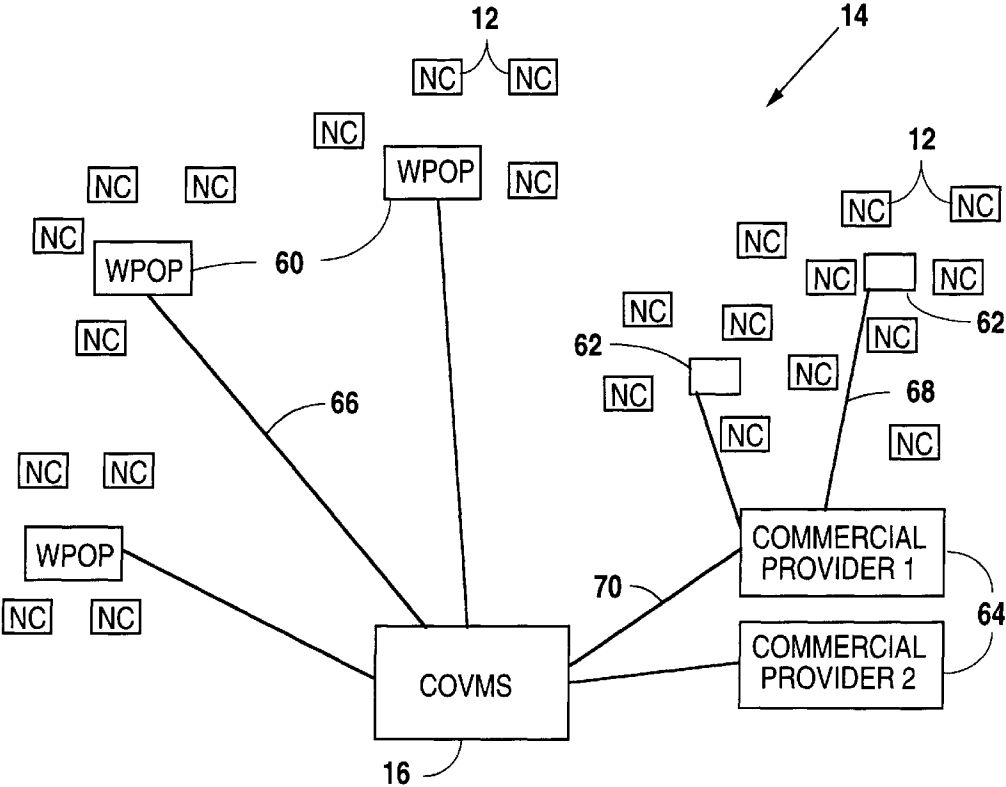 12
14
NC NC
NC
12
WPOP
NC NC
NC
NC NC
NC
NC
60
WPOP
NC
NC NC
62
NC
NC
NC
62
NC
NC
68
66
NC
NC
NC
NC NC
COMMERCIAL
PROVIDER 1
WPOP
70
64
NC NC
COMMERCIAL
PROVIDER 2
COVMS
16